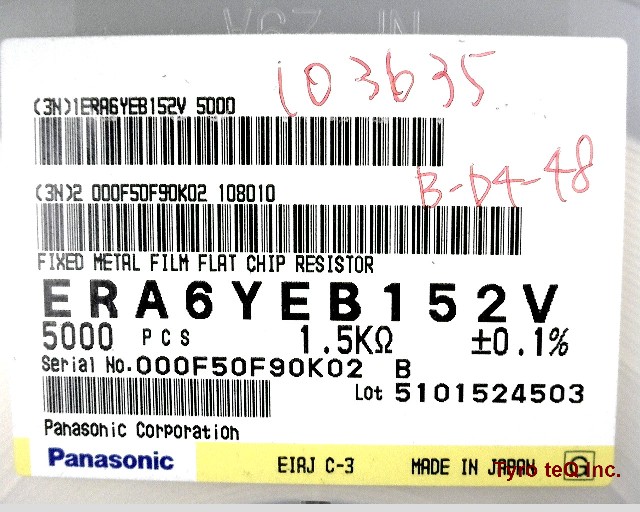 103635
(3N)1ERA6YEB152V 5000
B-D4-48
(3N)2 000F50F90K02 108010
FIXED METAL FILM FLAT CHIP RESISTOR
ERA6YEB152V
5000 PCS 1.5KΩ ±0.1%
Serial No.000F50F90K02 B
Lot 5101524503
Panasonic Corporation
Panasonic EIAJ C-3 MADE IN JAPAN G
Tyro teQ Inc.